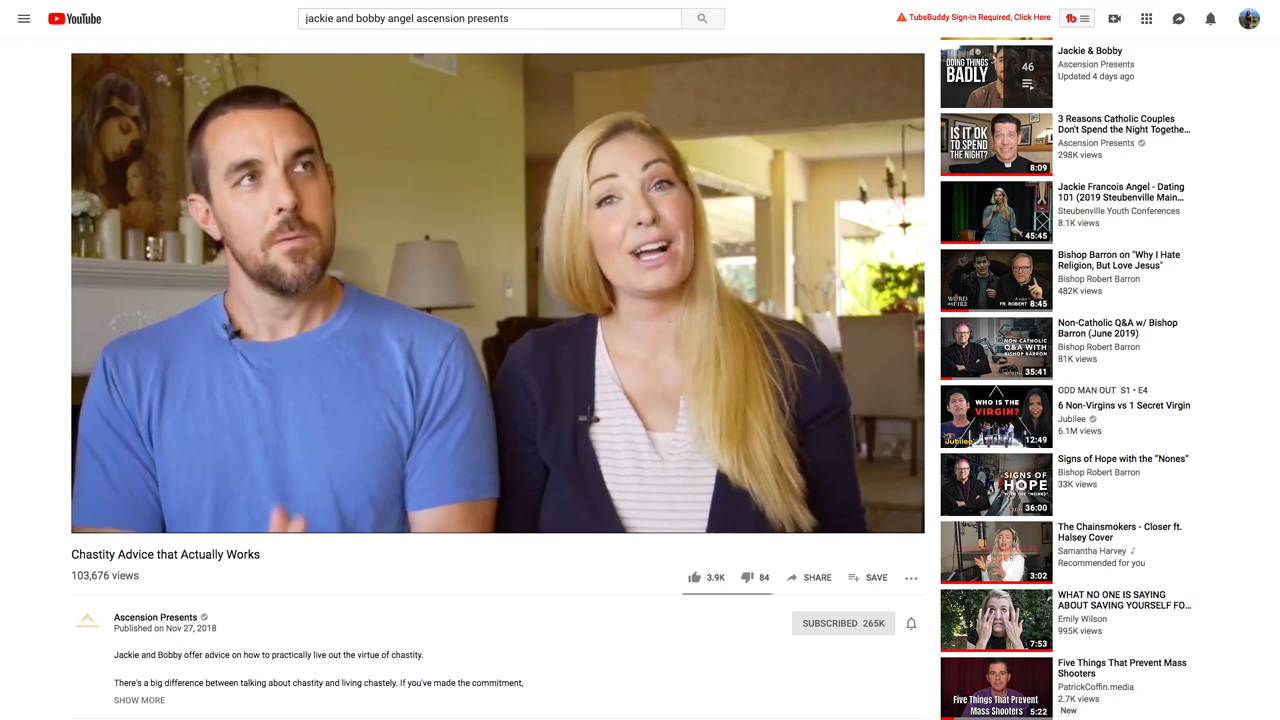 YouTube
jackie and bobby angel ascension presents
TubeBuddy Sign-in Required, Click Here
tb
Chastity Advice that Actually Works
103,676 views
3.9K
84
SHARE
SAVE
Ascension Presents
Published on Nov 27, 2018
SUBSCRIBED 265K
Jackie and Bobby offer advice on how to practically live out the virtue of chastity.
There's a big difference between talking about chastity and living chastely. If you've made the commitment,
SHOW MORE
DOING THINGS
BADLY
46
Jackie & Bobby
Ascension Presents
Updated 4 days ago
IS IT OK
TO SPEND
THE NIGHT?
8:09
3 Reasons Catholic Couples
Don't Spend the Night Togethe...
Ascension Presents
298K views
45:45
Jackie Francois Angel - Dating
101 (2019 Steubenville Main...
Steubenville Youth Conferences
8.1K views
WORD
FIRE
FR. ROBERT
8:45
Bishop Barron on "Why I Hate
Religion, But Love Jesus"
Bishop Robert Barron
482K views
NON-CATHOLIC
Q&A WITH
BISHOP BARRON
35:41
Non-Catholic Q&A w/ Bishop
Barron (June 2019)
Bishop Robert Barron
81K views
WHO IS THE
VIRGIN?
Jubilee
12:49
ODD MAN OUT S1 • E4
6 Non-Virgins vs 1 Secret Virgin
Jubilee
6.1M views
SIGNS OF
HOPE
WITH THE "NONES"
36:00
Signs of Hope with the “Nones”
Bishop Robert Barron
33K views
3:02
The Chainsmokers - Closer ft.
Halsey Cover
Samantha Harvey
Recommended for you
7:53
WHAT NO ONE IS SAYING
ABOUT SAVING YOURSELF FO...
Emily Wilson
995K views
Five Things That Prevent
Mass Shooters
5:22
Five Things That Prevent Mass
Shooters
PatrickCoffin.media
2.7K views
New